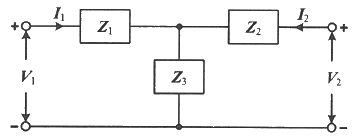 + I₁ Z₁ Z₂ I₂ +
V₁ Z₃ V₂
− −